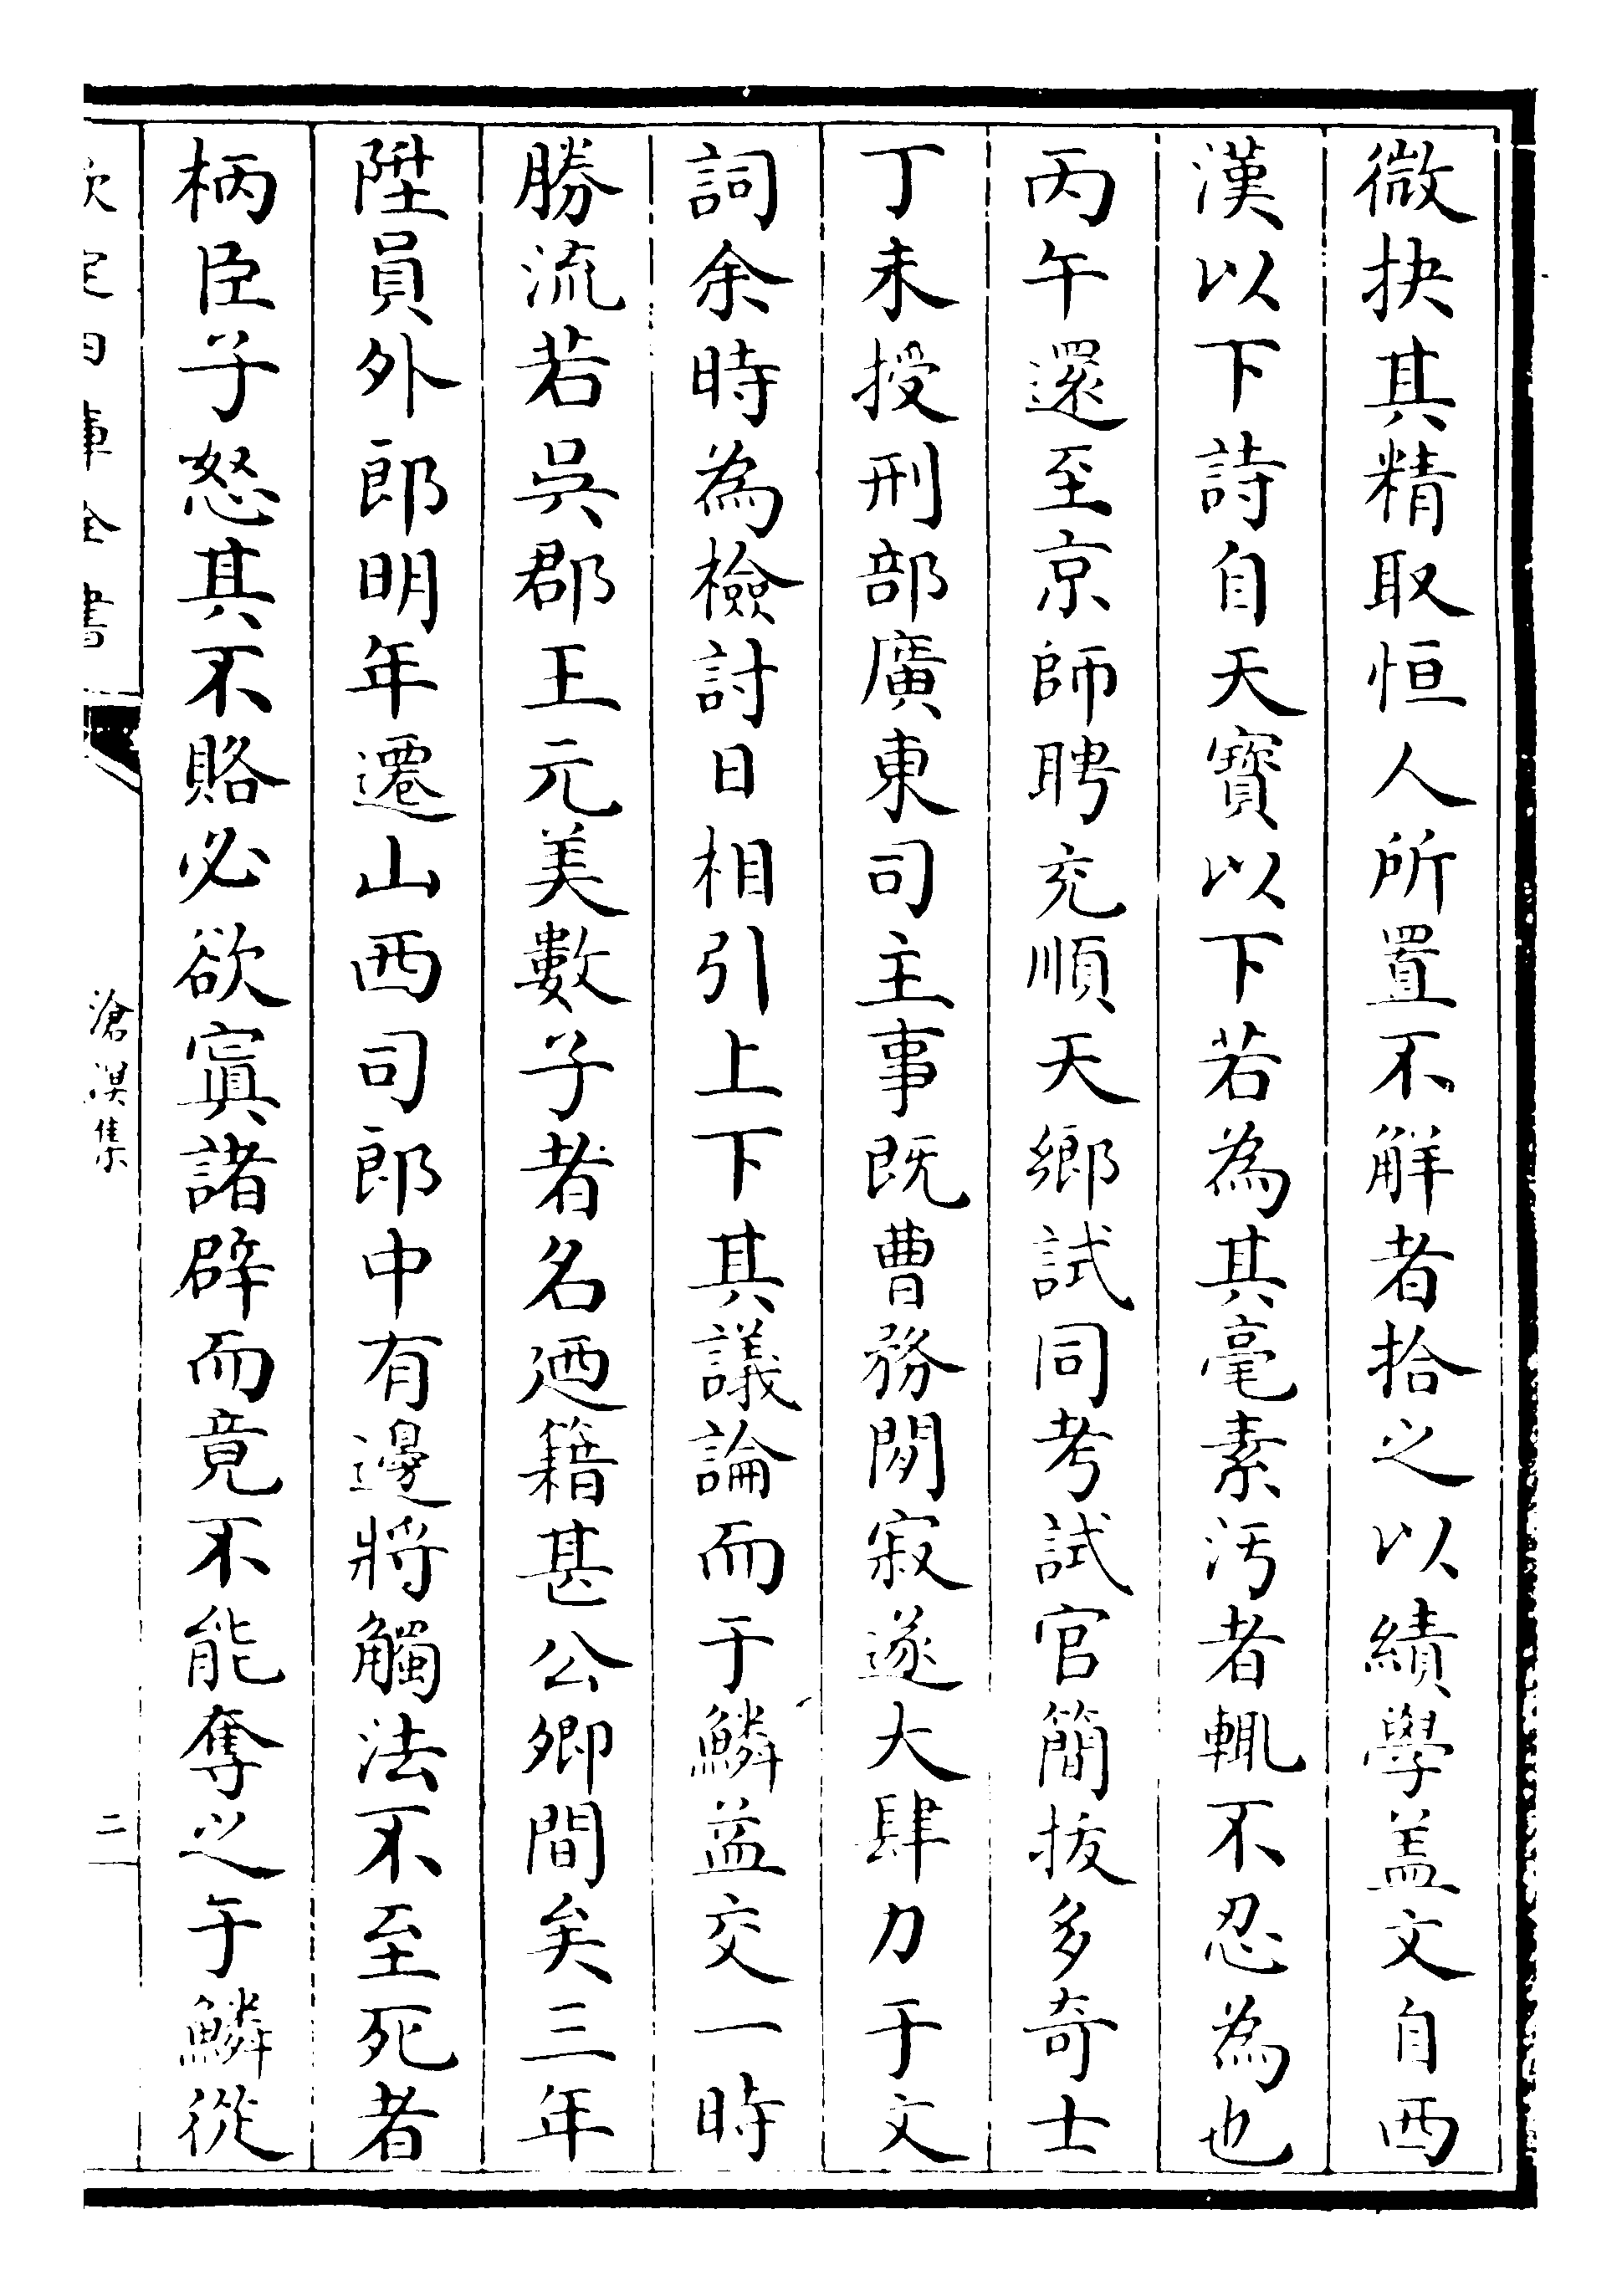 微抉其精取恒人所置不解者拾之以績學盖文自西
漢以下詩自天寳以下若為其毫素汚者輒不忍為也
丙午還至京師聘充順天鄉試同考試官簡拔多奇士
丁未授刑部廣東司主事既曹務閒寂遂大肆力于文
詞余時為檢討日相引上下其議論而于鱗益交一時
勝流若吳郡王元美數子者名廼籍甚公卿間矣三年
陞員外郎明年遷山西司郎中有邊將觸法不至死者
柄臣子怒其不賂必欲寘諸辟而竟不能奪之于鱗從
欽定四庫全書
滄溟集
二